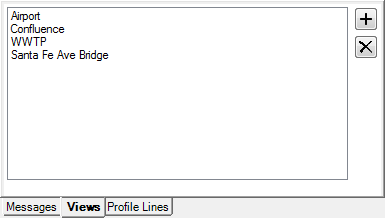 Airport
Confluence
WWTP
Santa Fe Ave Bridge
Messages Views Profile Lines